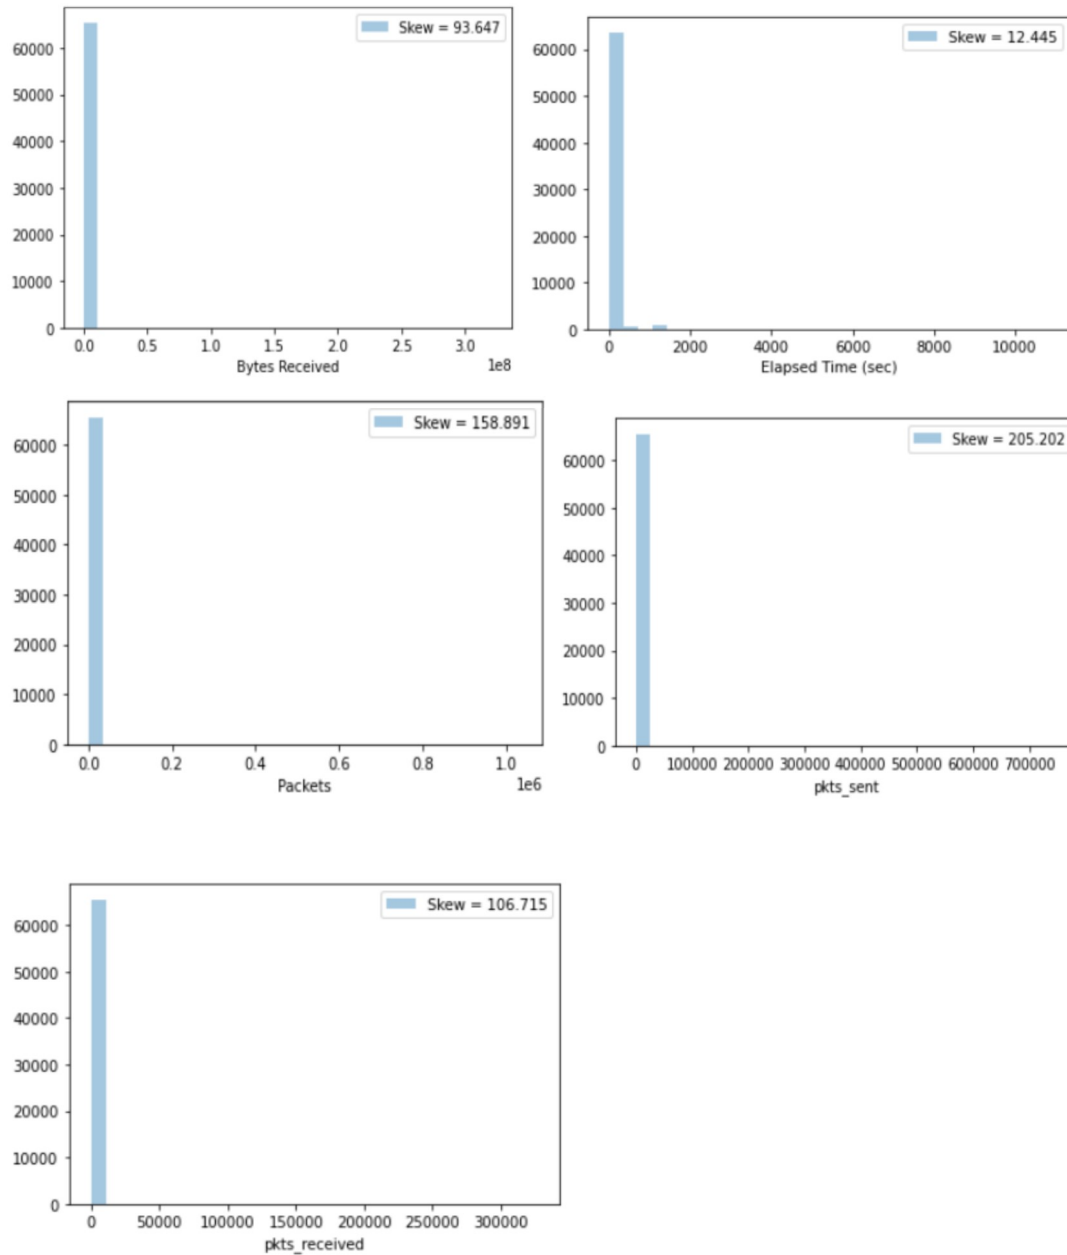 Skew = 93.647
60000
50000
40000
30000
20000
10000
0
0.0 0.5 1.0 1.5 2.0 2.5 3.0
1e8
Bytes Received
Skew = 12.445
60000
50000
40000
30000
20000
10000
0
0 2000 4000 6000 8000 10000
Elapsed Time (sec)
Skew = 158.891
60000
50000
40000
30000
20000
10000
0
0.0 0.2 0.4 0.6 0.8 1.0
1e6
Packets
Skew = 205.202
60000
50000
40000
30000
20000
10000
0
0 100000 200000 300000 400000 500000 600000 700000
pkts_sent
Skew = 106.715
60000
50000
40000
30000
20000
10000
0
0 50000 100000 150000 200000 250000 300000
pkts_received